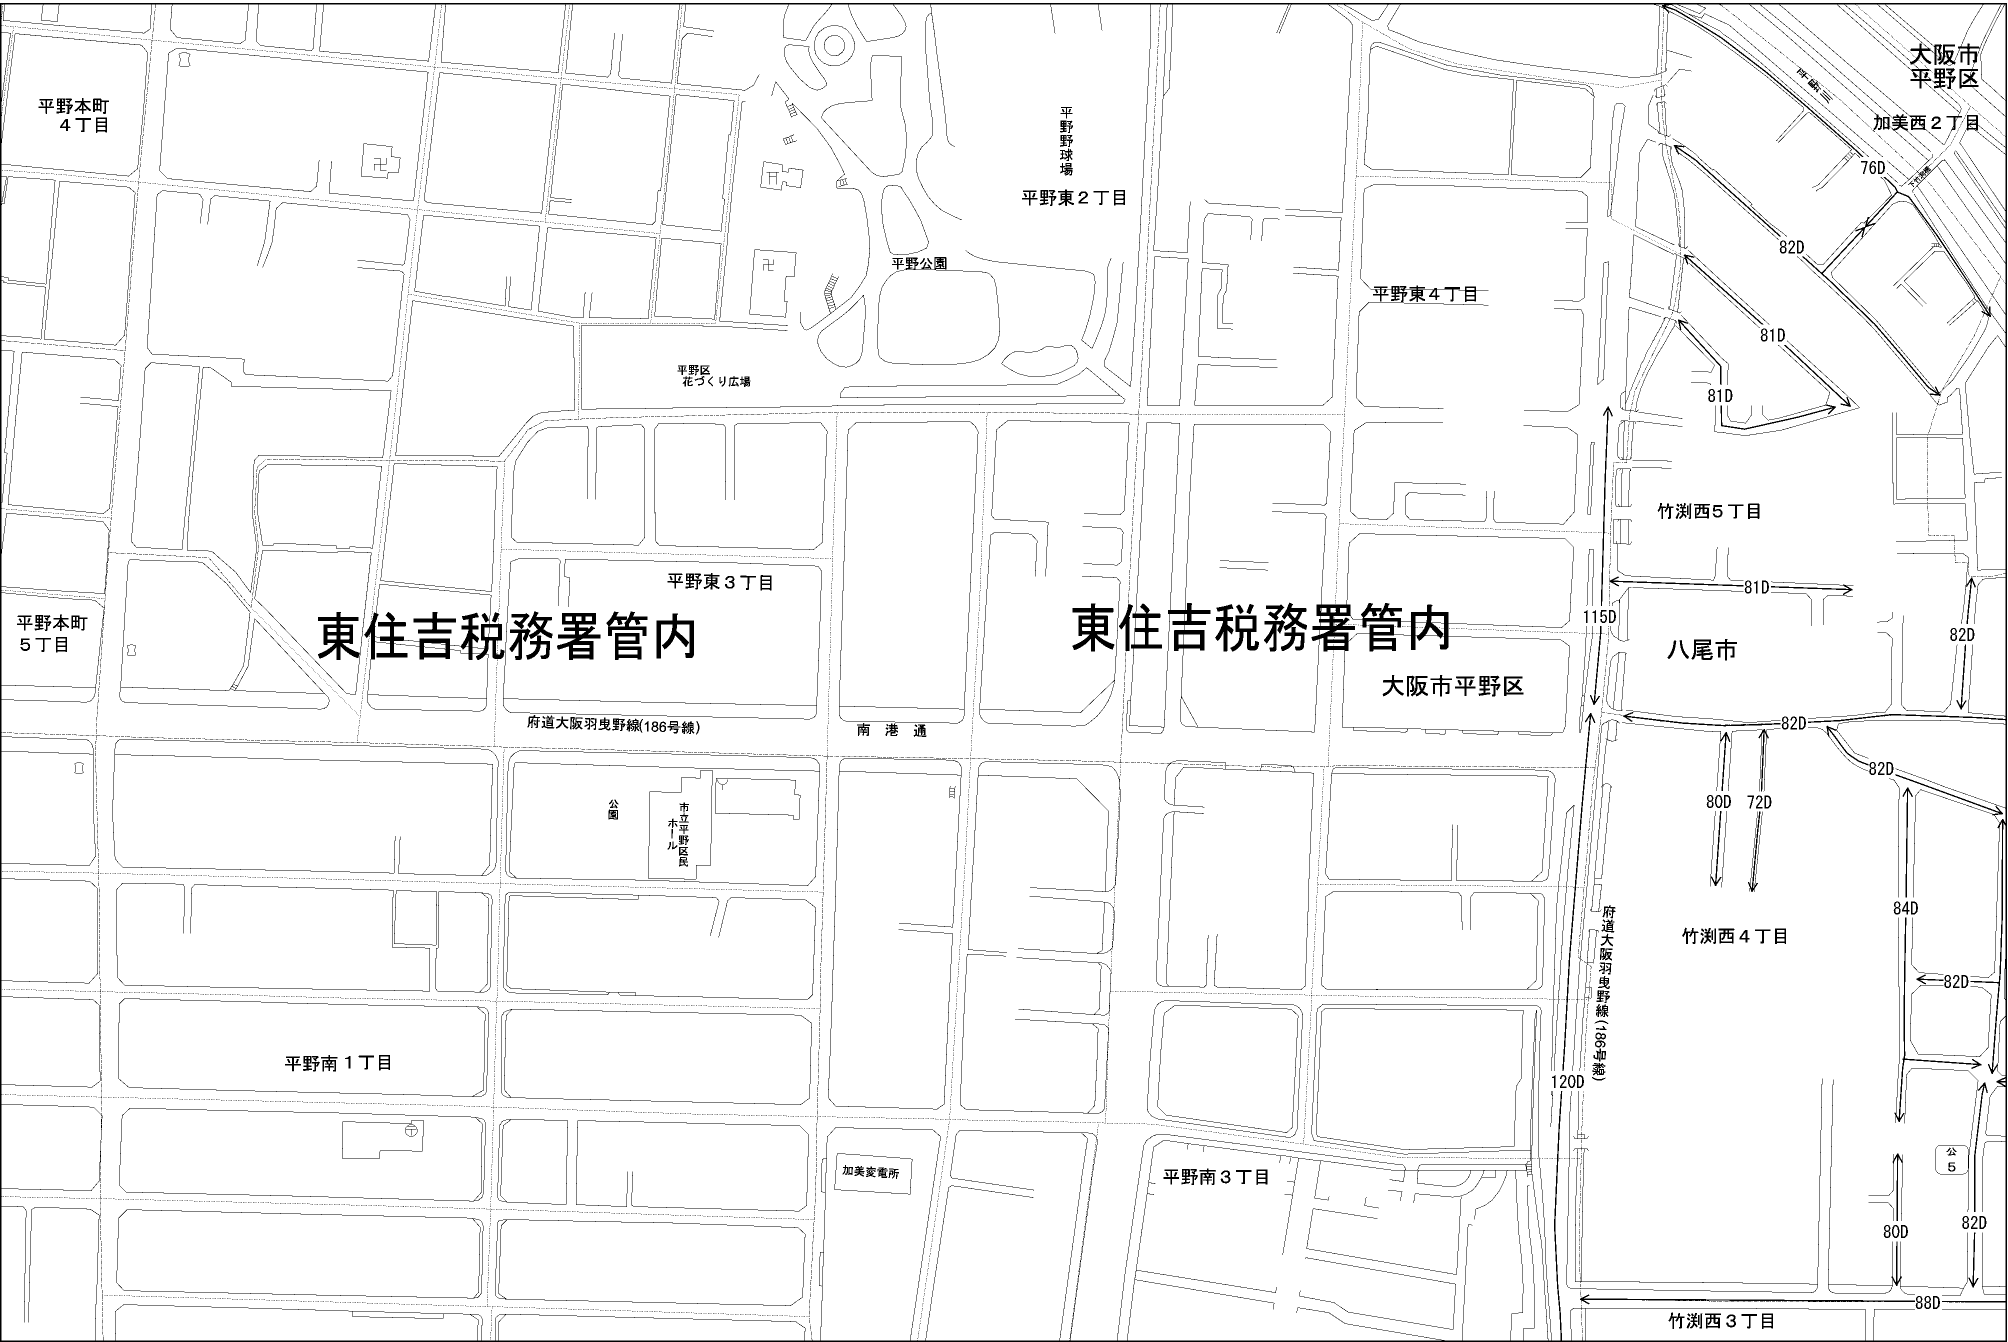 大阪市
平野区
平野川
平野本町
４丁目
加美西２丁目
平野野球場
76D
下竹渕橋
平野東２丁目
82D
平野公園
平野東４丁目
81D
平野区
花づくり広場
81D
竹渕西５丁目
平野東３丁目
81D
115D
平野本町
５丁目
東住吉税務署管内
東住吉税務署管内
82D
八尾市
大阪市平野区
府道大阪羽曳野線(186号線)
南港通
82D
82D
公園
市立平野区民
ホール
80D
72D
84D
竹渕西４丁目
府道大阪羽曳野線(186号線)
82D
平野南１丁目
120D
公
5
加美変電所
平野南３丁目
80D
82D
88D
竹渕西３丁目